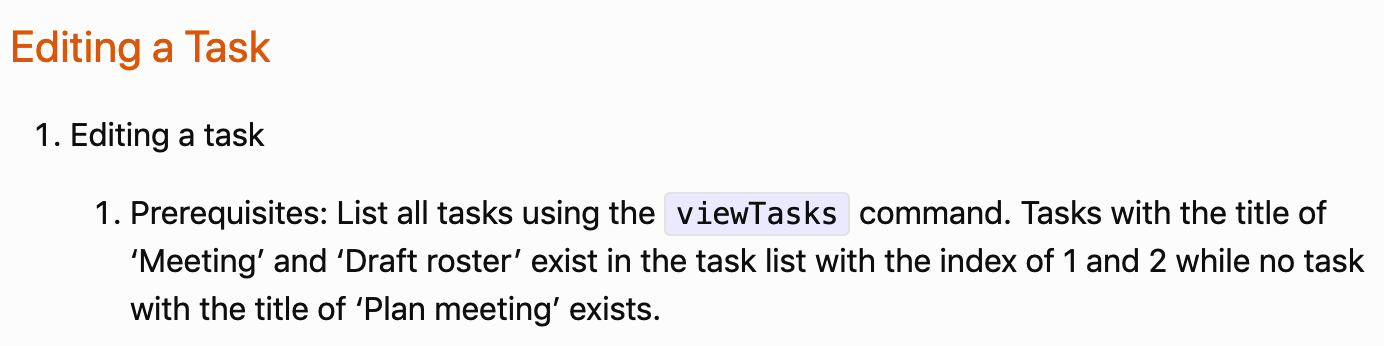 Editing a Task
1. Editing a task
1. Prerequisites: List all tasks using the viewTasks command. Tasks with the title of
‘Meeting’ and ‘Draft roster’ exist in the task list with the index of 1 and 2 while no task
with the title of ‘Plan meeting’ exists.